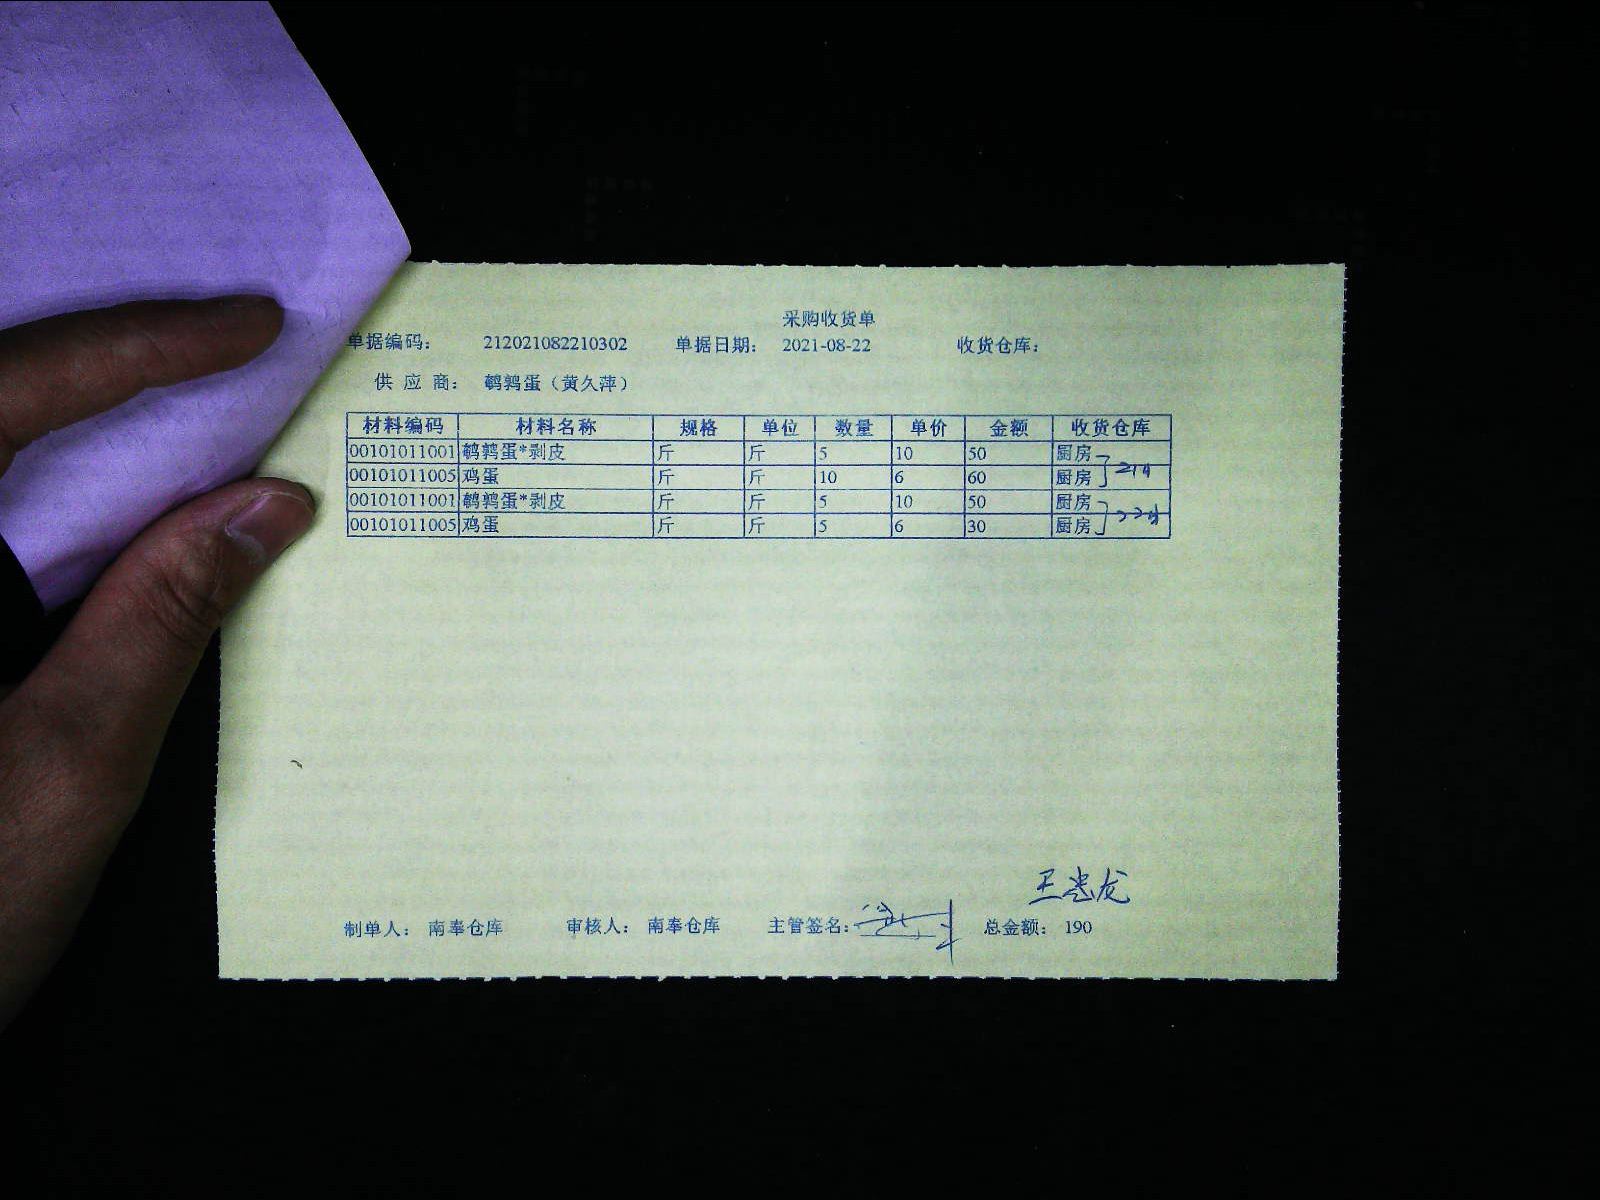 采购收货单
单据编码： 212021082210302 单据日期： 2021-08-22 收货仓库：
供 应 商： 鹌鹑蛋（黄久萍）
材料编码 材料名称 规格 单位 数量 单价 金额 收货仓库
00101011001 鹌鹑蛋*剥皮 斤 斤 5 10 50 厨房
00101011005 鸡蛋 斤 斤 10 6 60 厨房
00101011001 鹌鹑蛋*剥皮 斤 斤 5 10 50 厨房
00101011005 鸡蛋 斤 斤 5 6 30 厨房
制单人： 南奉仓库 审核人： 南奉仓库 主管签名： 总金额： 190